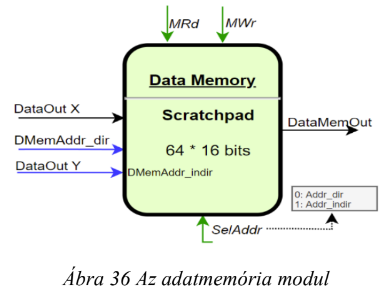 MRd
MWr
Data Memory
Scratchpad
64 * 16 bits
DataOut X
DMemAddr_dir
DataOut Y
DMemAddr_indir
DataMemOut
0: Addr_dir
1: Addr_indir
SelAddr
Ábra 36 Az adatmemória modul